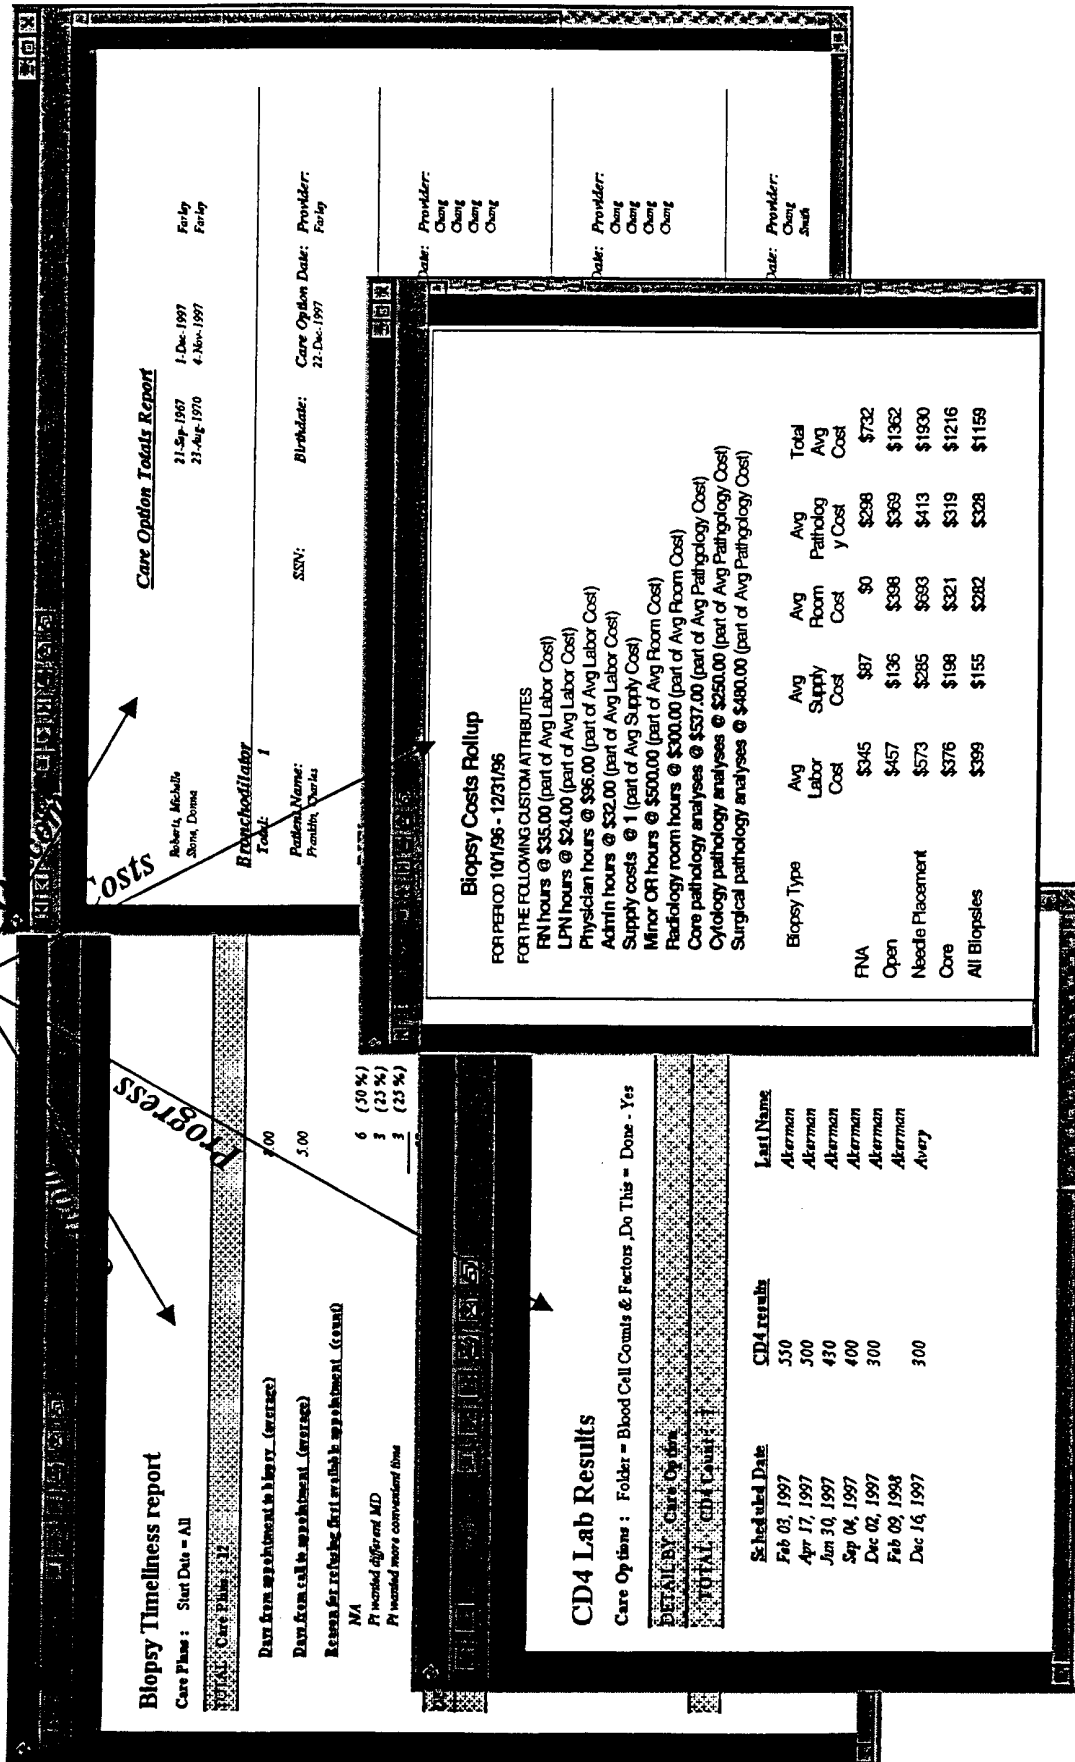 Costs
Progress
Care Option Totals Report
Roberts, Michelle 21-Sep-1967 1-Dec-1997 Farley
Stone, Donna 23-Aug-1970 4-Nov-1997 Farley
Bronchodilator
Total: 1
Patient Name: SSN: Birthdate: Care Option Date: Provider:
Franklin, Charles 22-Dec-1997 Farley
Date: Provider:
Chang
Chang
Chang
Chang
Date: Provider:
Chang
Chang
Chang
Chang
Date: Provider:
Chang
Smith
Biopsy Timeliness report
Care Plans : Start Date = All
TOTAL Care Plans: 12
Days from appointment to biopsy (average)
.00
Days from call to appointment (average)
5.00
Reason for refusing first available appointment (count)
NA 6 (50%)
Pt wanted different MD 3 (25%)
Pt wanted more convenient time 3 (25%)
Biopsy Costs Rollup
FOR PERIOD 10/1/96 - 12/31/96
FOR THE FOLLOWING CUSTOM ATTRIBUTES
RN hours @ $35.00 (part of Avg Labor Cost)
LPN hours @ $24.00 (part of Avg Labor Cost)
Physician hours @ $96.00 (part of Avg Labor Cost)
Admin hours @ $32.00 (part of Avg Labor Cost)
Supply costs @ 1 (part of Avg Supply Cost)
Minor OR hours @ $500.00 (part of Avg Room Cost)
Radiology room hours @ $300.00 (part of Avg Room Cost)
Core pathology analyses @ $537.00 (part of Avg Pathgology Cost)
Cytology pathology analyses @ $250.00 (part of Avg Pathgology Cost)
Surgical pathology analyses @ $480.00 (part of Avg Pathgology Cost)
Biopsy Type Avg Avg Avg Avg Total
Labor Supply Room Patholog Avg
Cost Cost Cost y Cost Cost
FNA $345 $87 $0 $298 $732
Open $457 $136 $398 $369 $1362
Needle Placement $573 $285 $693 $413 $1930
Core $376 $198 $321 $319 $1216
All Biopsies $399 $155 $282 $328 $1159
CD4 Lab Results
Care Options : Folder = Blood Cell Counts & Factors ,Do This = Done - Yes
DETAIL BY Care Option
TOTAL CD4 Count: 7
Scheduled Date CD4 results Last Name
Feb 03, 1997 550 Akerman
Apr 17, 1997 500 Akerman
Jun 30, 1997 430 Akerman
Sep 04, 1997 400 Akerman
Dec 02, 1997 300 Akerman
Feb 09, 1998 Akerman
Dec 16, 1997 300 Avery